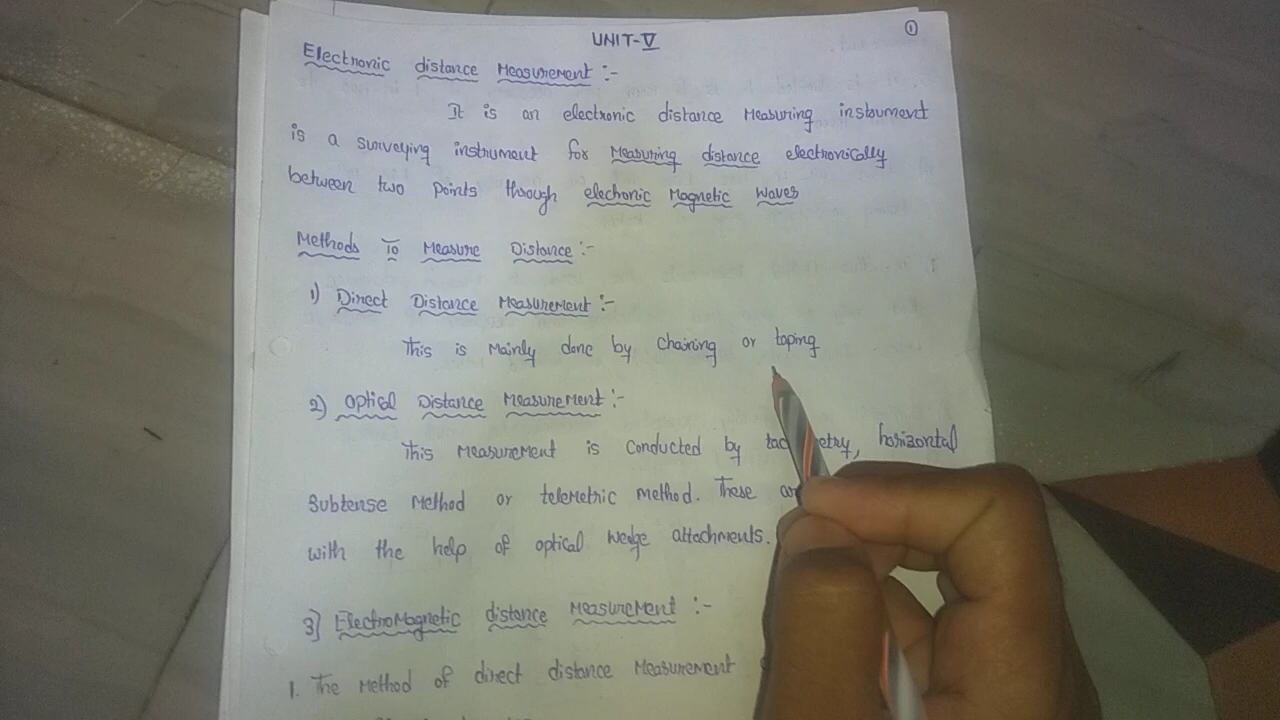 ①
UNIT-V
Electronic distance Measurement :-
It is an electronic distance Measuring instrument
is a surveying instrument for Measuring distance electronically
between two points through electronic Magnetic waves
Methods To Measure Distance :-
1) Direct Distance Measurement :-
This is Mainly done by chaining or taping
2) Optical Distance Measurement :-
This Measurement is conducted by horizontal
Subtense Method or telemetric method. These
with the help of optical wedge attachments.
3] ElectroMagnetic distance Measurement :-
1. The Method of direct distance Measurement